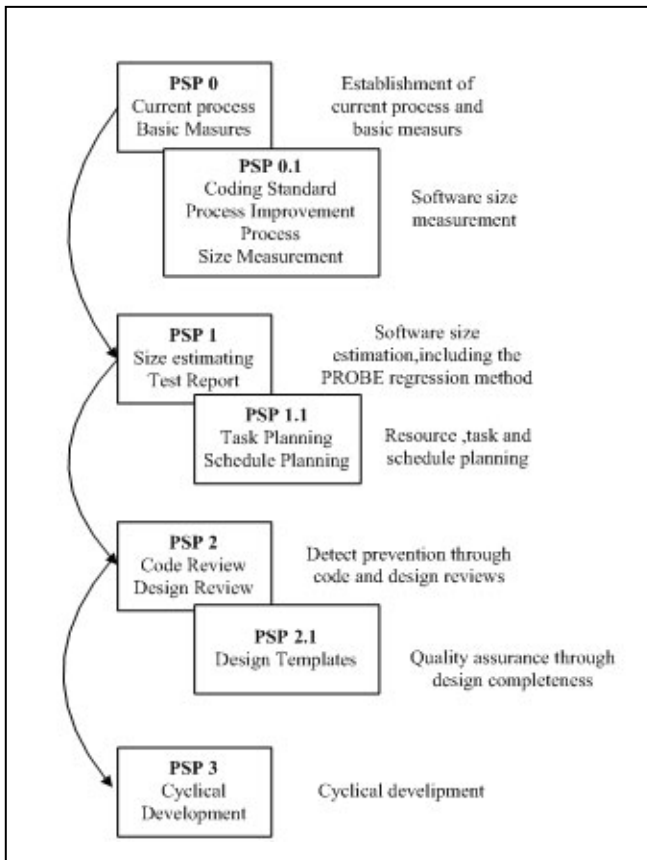 PSP 0
Current process
Basic Masures
Establishment of
current process and
basic measurs
PSP 0.1
Coding Standard
Process Improvement
Process
Size Measurement
Software size
measurement
PSP 1
Size estimating
Test Report
Software size
estimation,including the
PROBE regression method
PSP 1.1
Task Planning
Schedule Planning
Resource ,task and
schedule planning
PSP 2
Code Review
Design Review
Detect prevention through
code and design reviews
PSP 2.1
Design Templates
Quality assurance through
design completeness
PSP 3
Cyclical
Development
Cyclical develipment